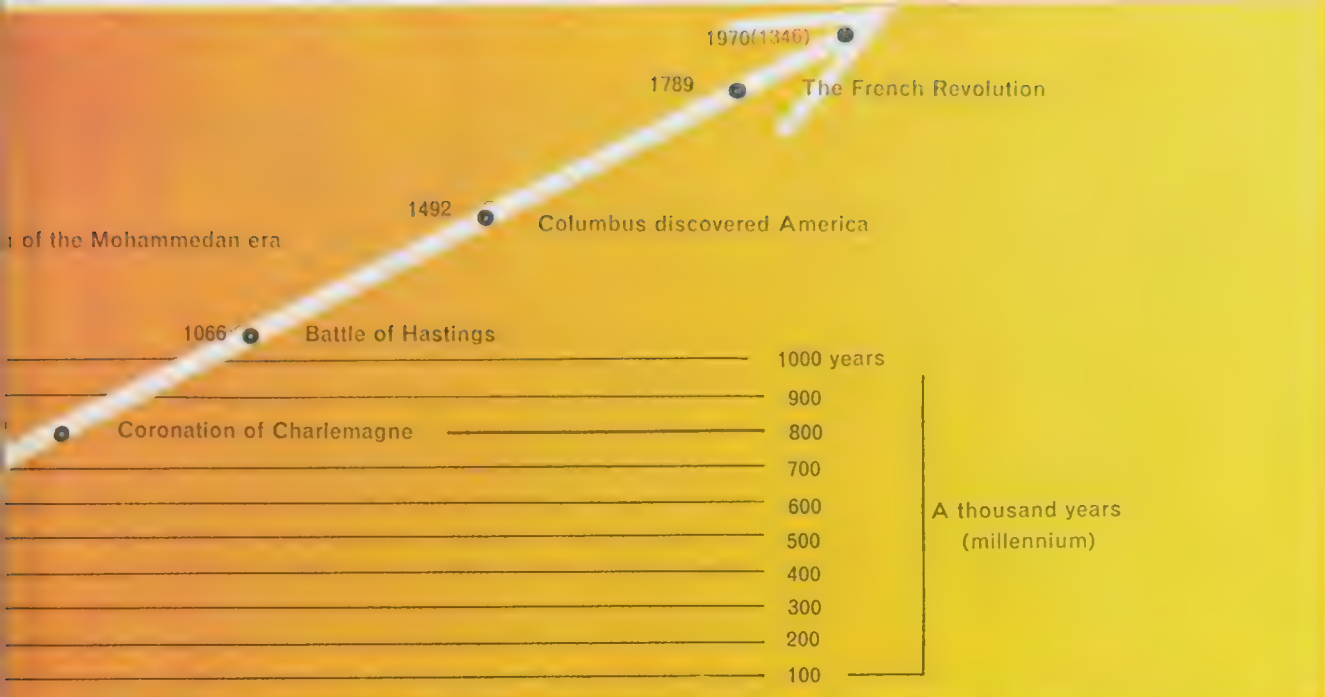 1970(1346)
1789 The French Revolution
1492 Columbus discovered America
of the Mohammedan era
1066 Battle of Hastings
1000 years
900
Coronation of Charlemagne 800
700
600
A thousand years
500
(millennium)
400
300
200
100